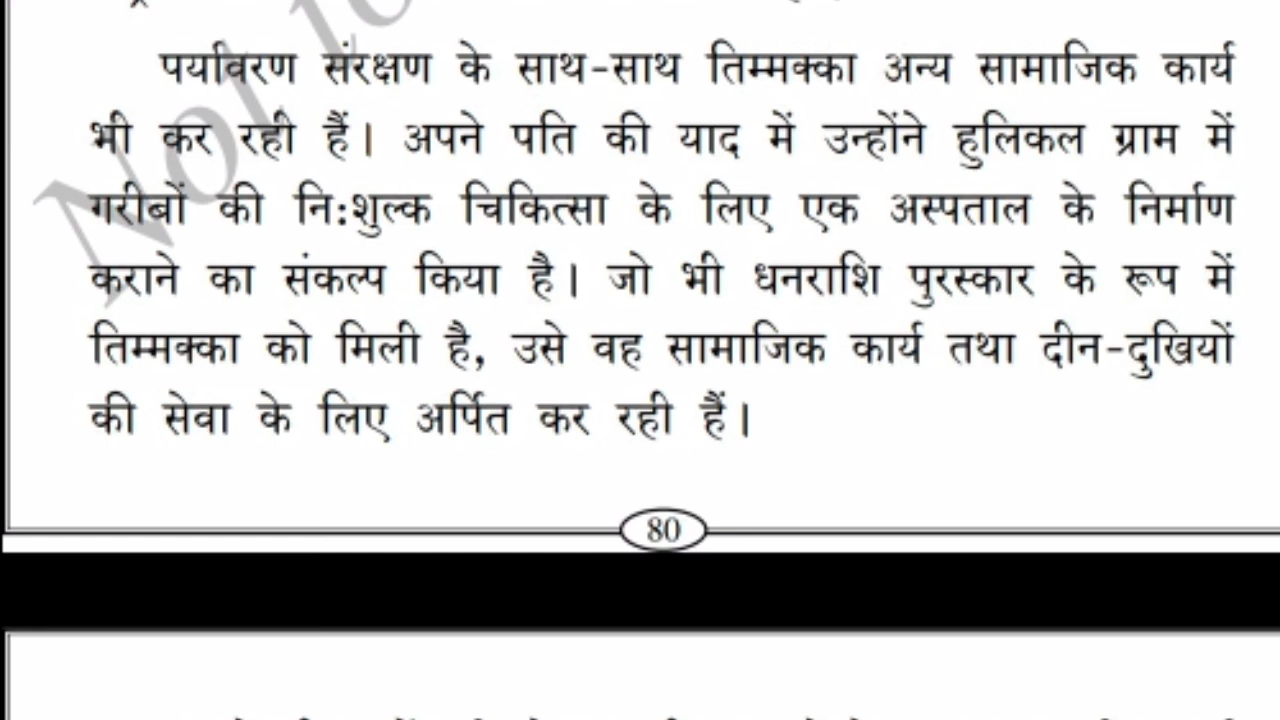 पर्यावरण संरक्षण के साथ-साथ तिम्मक्का अन्य सामाजिक कार्य
भी कर रही हैं। अपने पति की याद में उन्होंने हुलिकल ग्राम में
गरीबों की नि:शुल्क चिकित्सा के लिए एक अस्पताल के निर्माण
कराने का संकल्प किया है। जो भी धनराशि पुरस्कार के रूप में
तिम्मक्का को मिली है, उसे वह सामाजिक कार्य तथा दीन-दुखियों
की सेवा के लिए अर्पित कर रही हैं।
80
Not